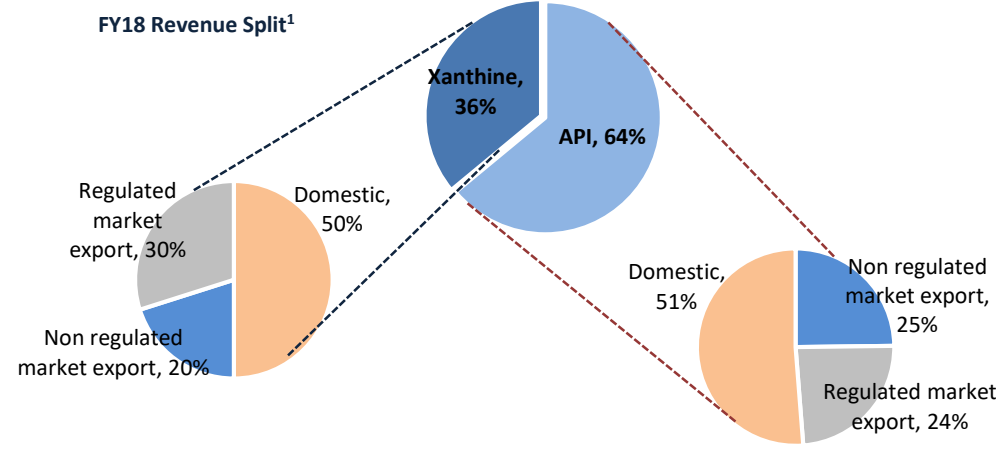 FY18 Revenue Split1
Xanthine,
36%
API, 64%
Regulated
market
export, 30%
Domestic,
50%
Non regulated
market export, 20%
Domestic,
51%
Non regulated
market export,
25%
Regulated market
export, 24%